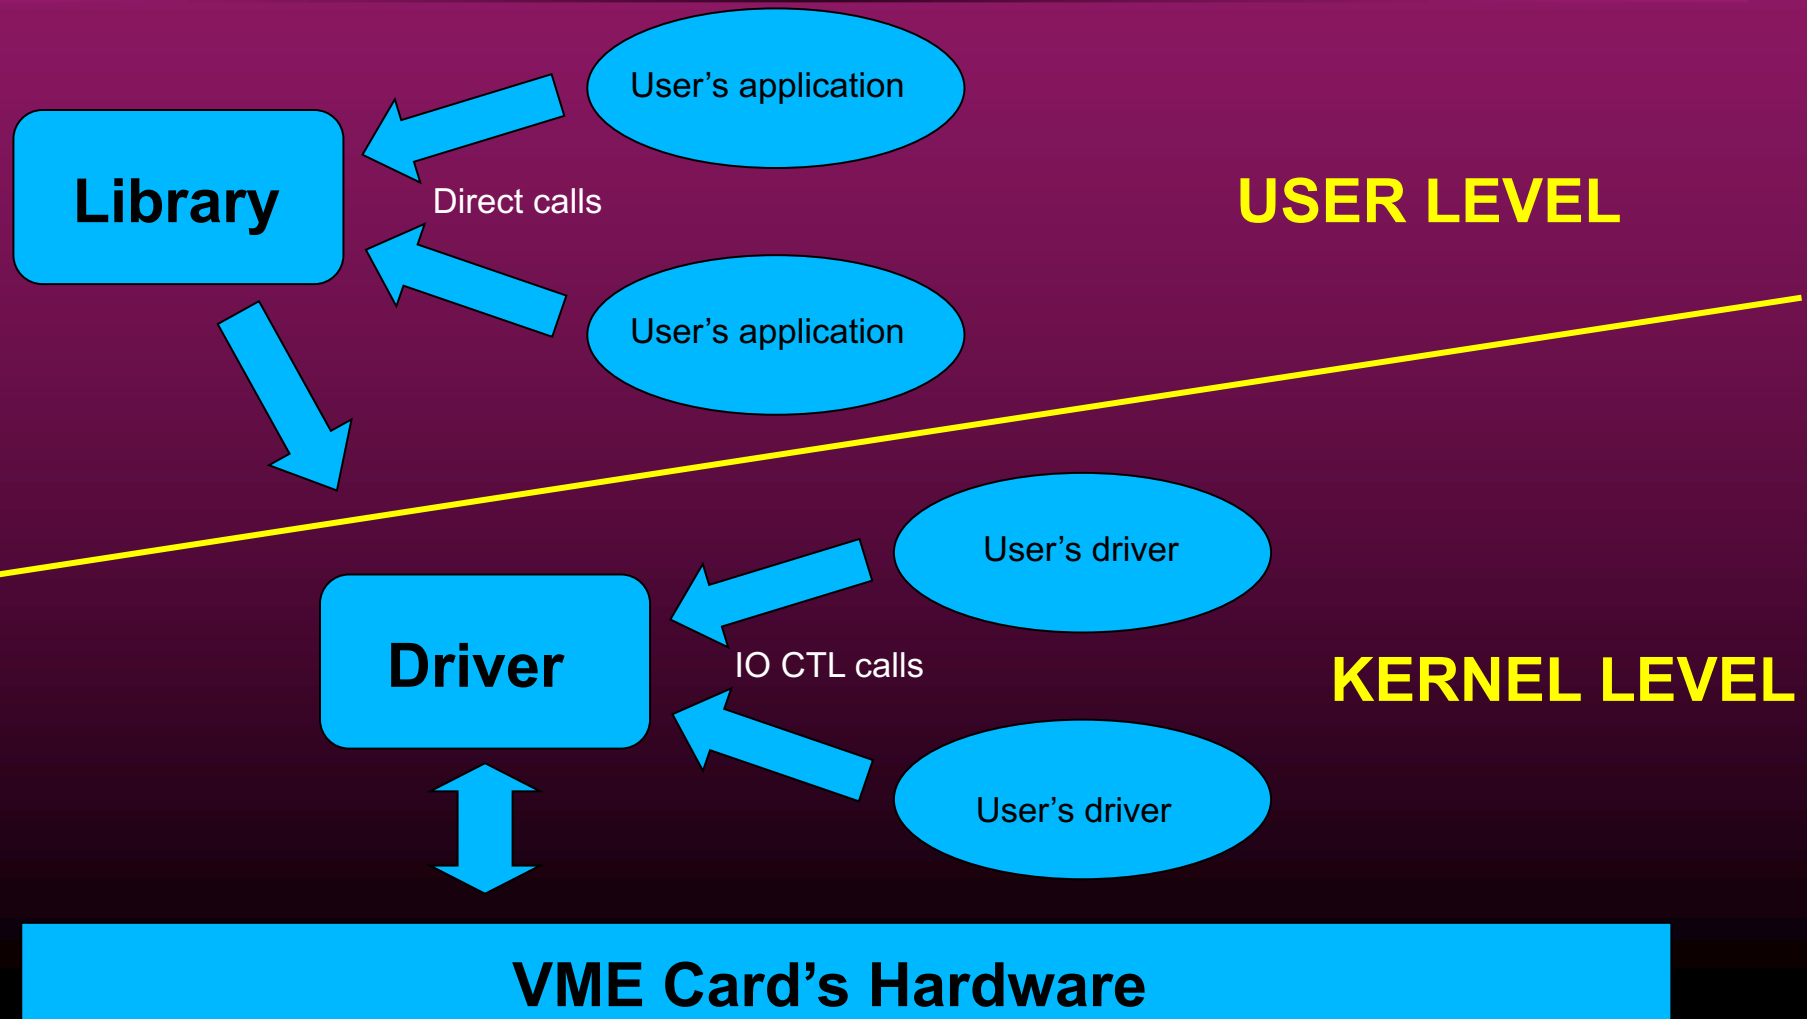 User’s application
Library
Direct calls
USER LEVEL
User’s application
User’s driver
Driver
IO CTL calls
KERNEL LEVEL
User’s driver
VME Card’s Hardware